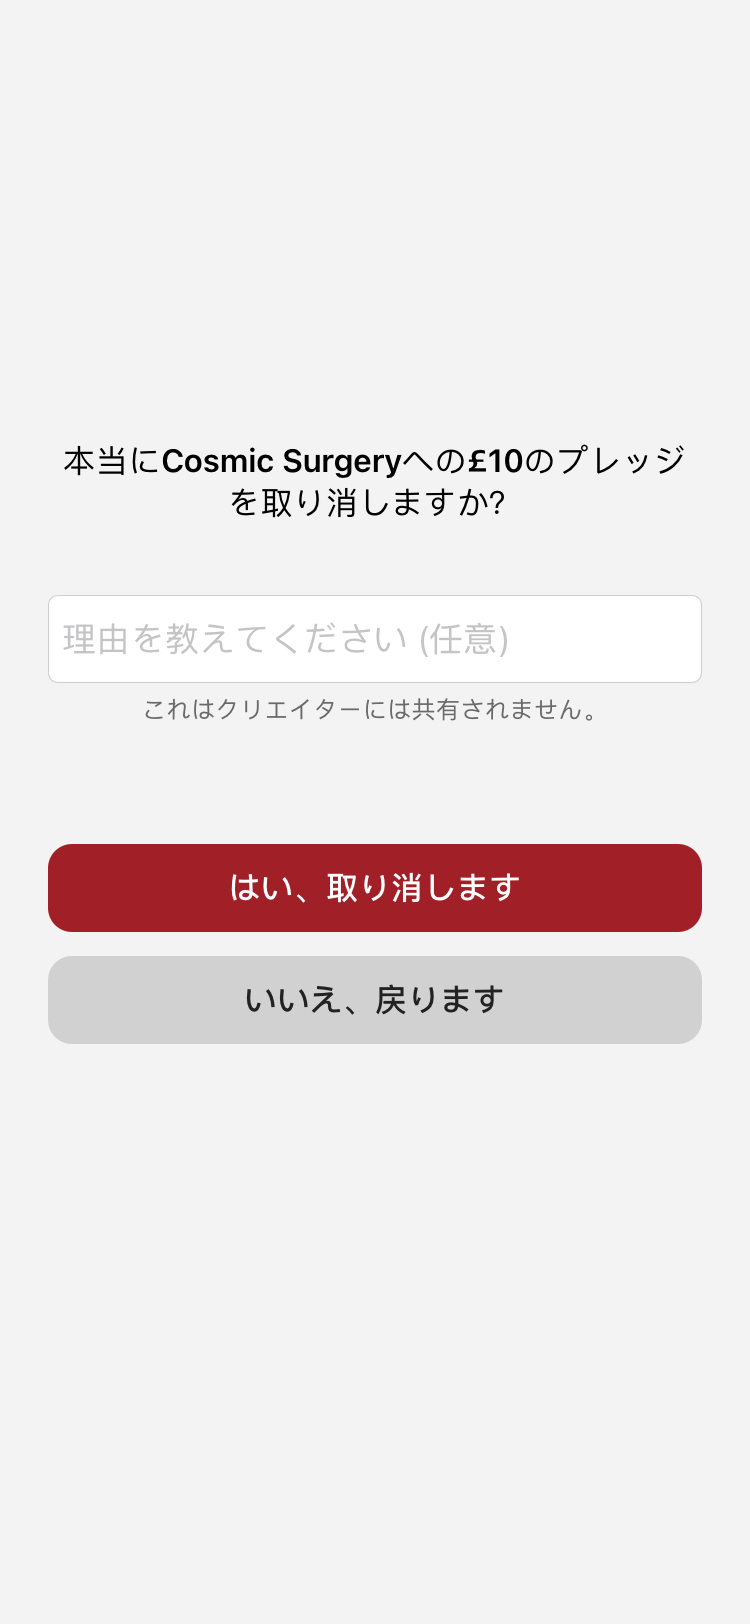 本当にCosmic Surgeryへの£10のプレッジ
を取り消しますか?
理由を教えてください (任意)
これはクリエイターには共有されません。
はい、取り消します
いいえ、戻ります